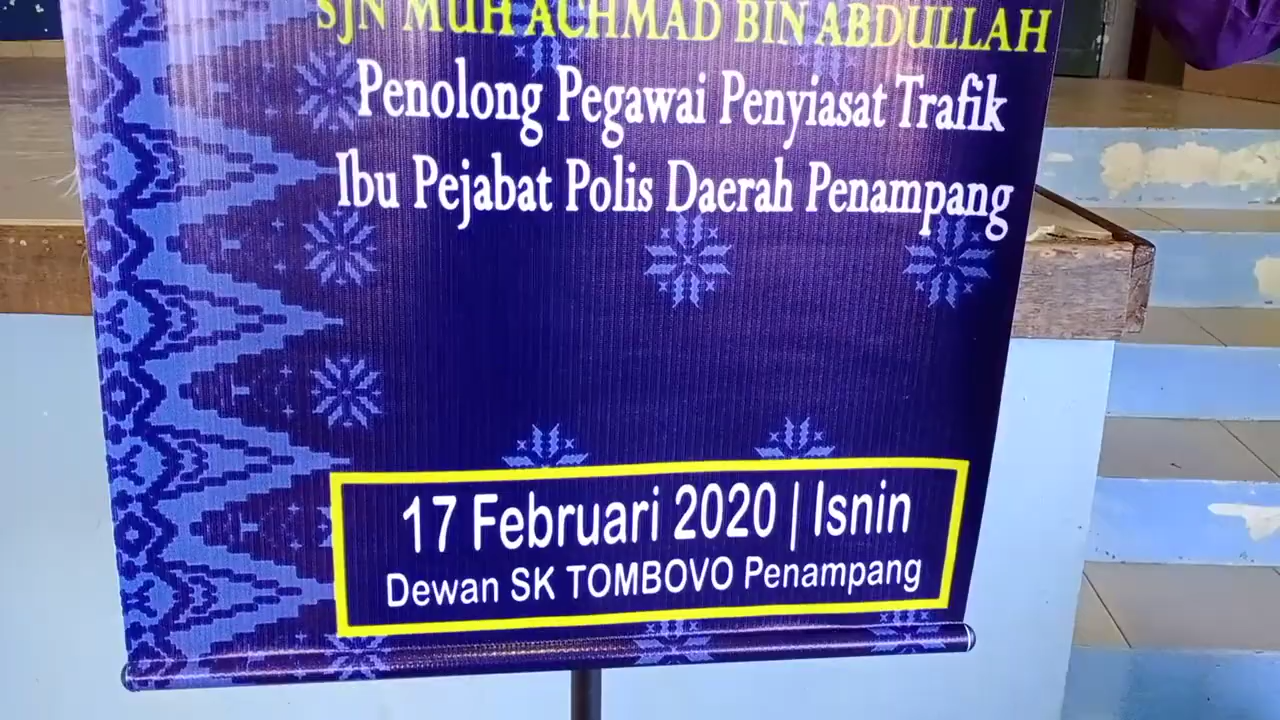 SJN MUH ACHMAD BIN ABDULLAH
Penolong Pegawai Penyiasat Trafik
Ibu Pejabat Polis Daerah Penampang
17 Februari 2020 | Isnin
Dewan SK TOMBOVO Penampang